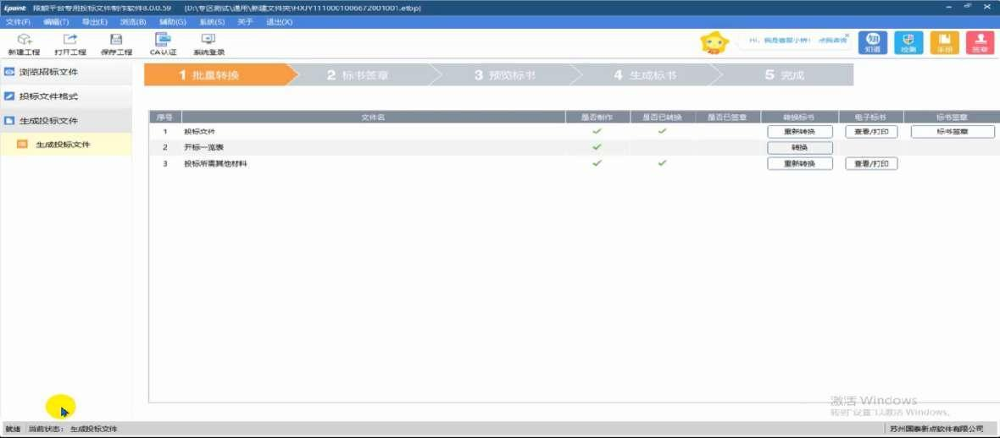 Epoint 限额平台专用投标文件制作软件8.0.0.59 [D:\专区测试\通用\新建文件夹\HXJY1110001006672001001.etbp]
文件(F) 编辑(T) 导出(E) 浏览(B) 辅助(G) 系统(S) 关于 退出(X)
新建工程 打开工程 保存工程 CA认证 系统登录
Hi，我是客服小桥！ 点我咨询
知 知道 检测 手册 签章
浏览招标文件
投标文件格式
生成投标文件
生成投标文件
1 批量转换 2 标书签章 3 预览标书 4 生成标书 5 完成
序号 文件名 是否制作 是否已转换 是否已签章 转换标书 电子标书 标书签章
1 投标文件 重新转换 查看/打印 标书签章
2 开标一览表 转换
3 投标所需其他材料 重新转换 查看/打印
激活 Windows
转到"设置"以激活 Windows。
就绪 当前状态： 生成投标文件 苏州国泰新点软件有限公司